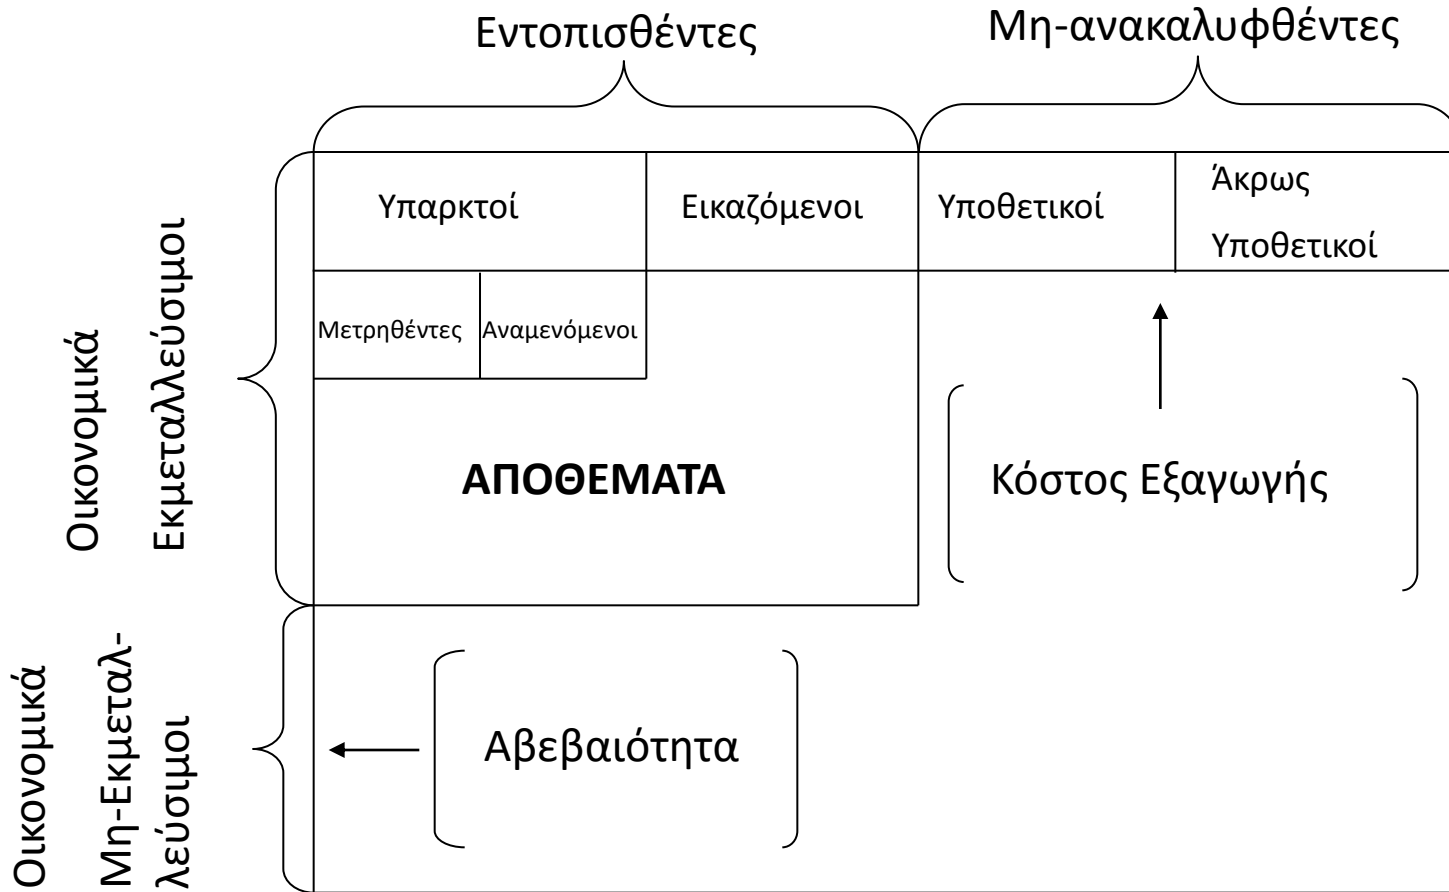 Εντοπισθέντες
Μη-ανακαλυφθέντες
Υπαρκτοί
Εικαζόμενοι
Υποθετικοί
Άκρως
Υποθετικοί
Οικονομικά
Εκμεταλλεύσιμοι
Μετρηθέντες
Αναμενόμενοι
ΑΠΟΘΕΜΑΤΑ
Κόστος Εξαγωγής
Οικονομικά
Μη-Εκμεταλ-
λεύσιμοι
Αβεβαιότητα